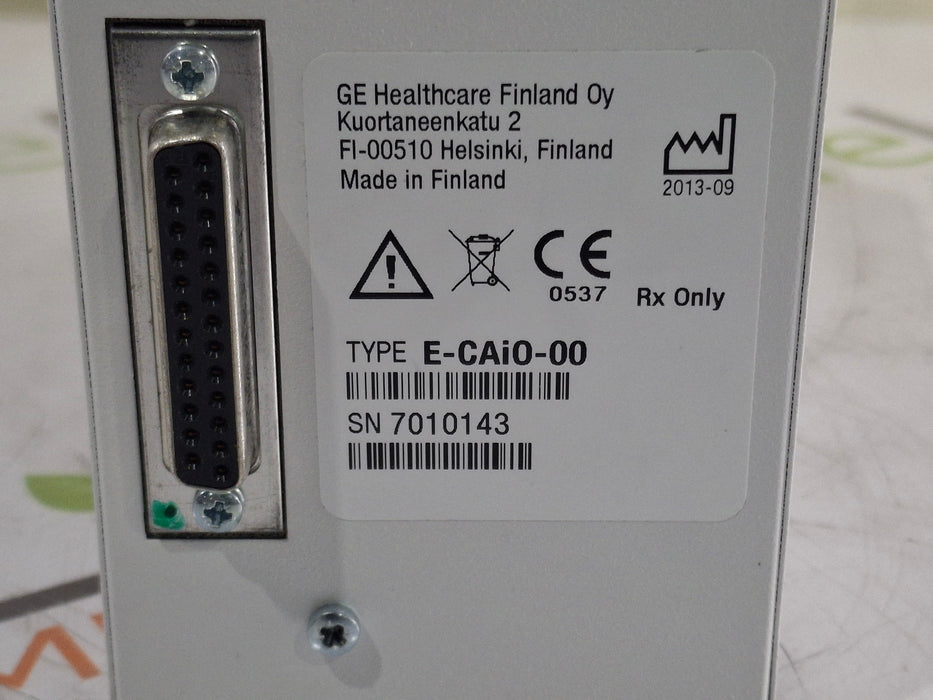 GE Healthcare Finland Oy
Kuortaneenkatu 2
FI-00510 Helsinki, Finland
Made in Finland
2013-09
CE
0537
Rx Only
TYPE E-CAiO-00
SN 7010143